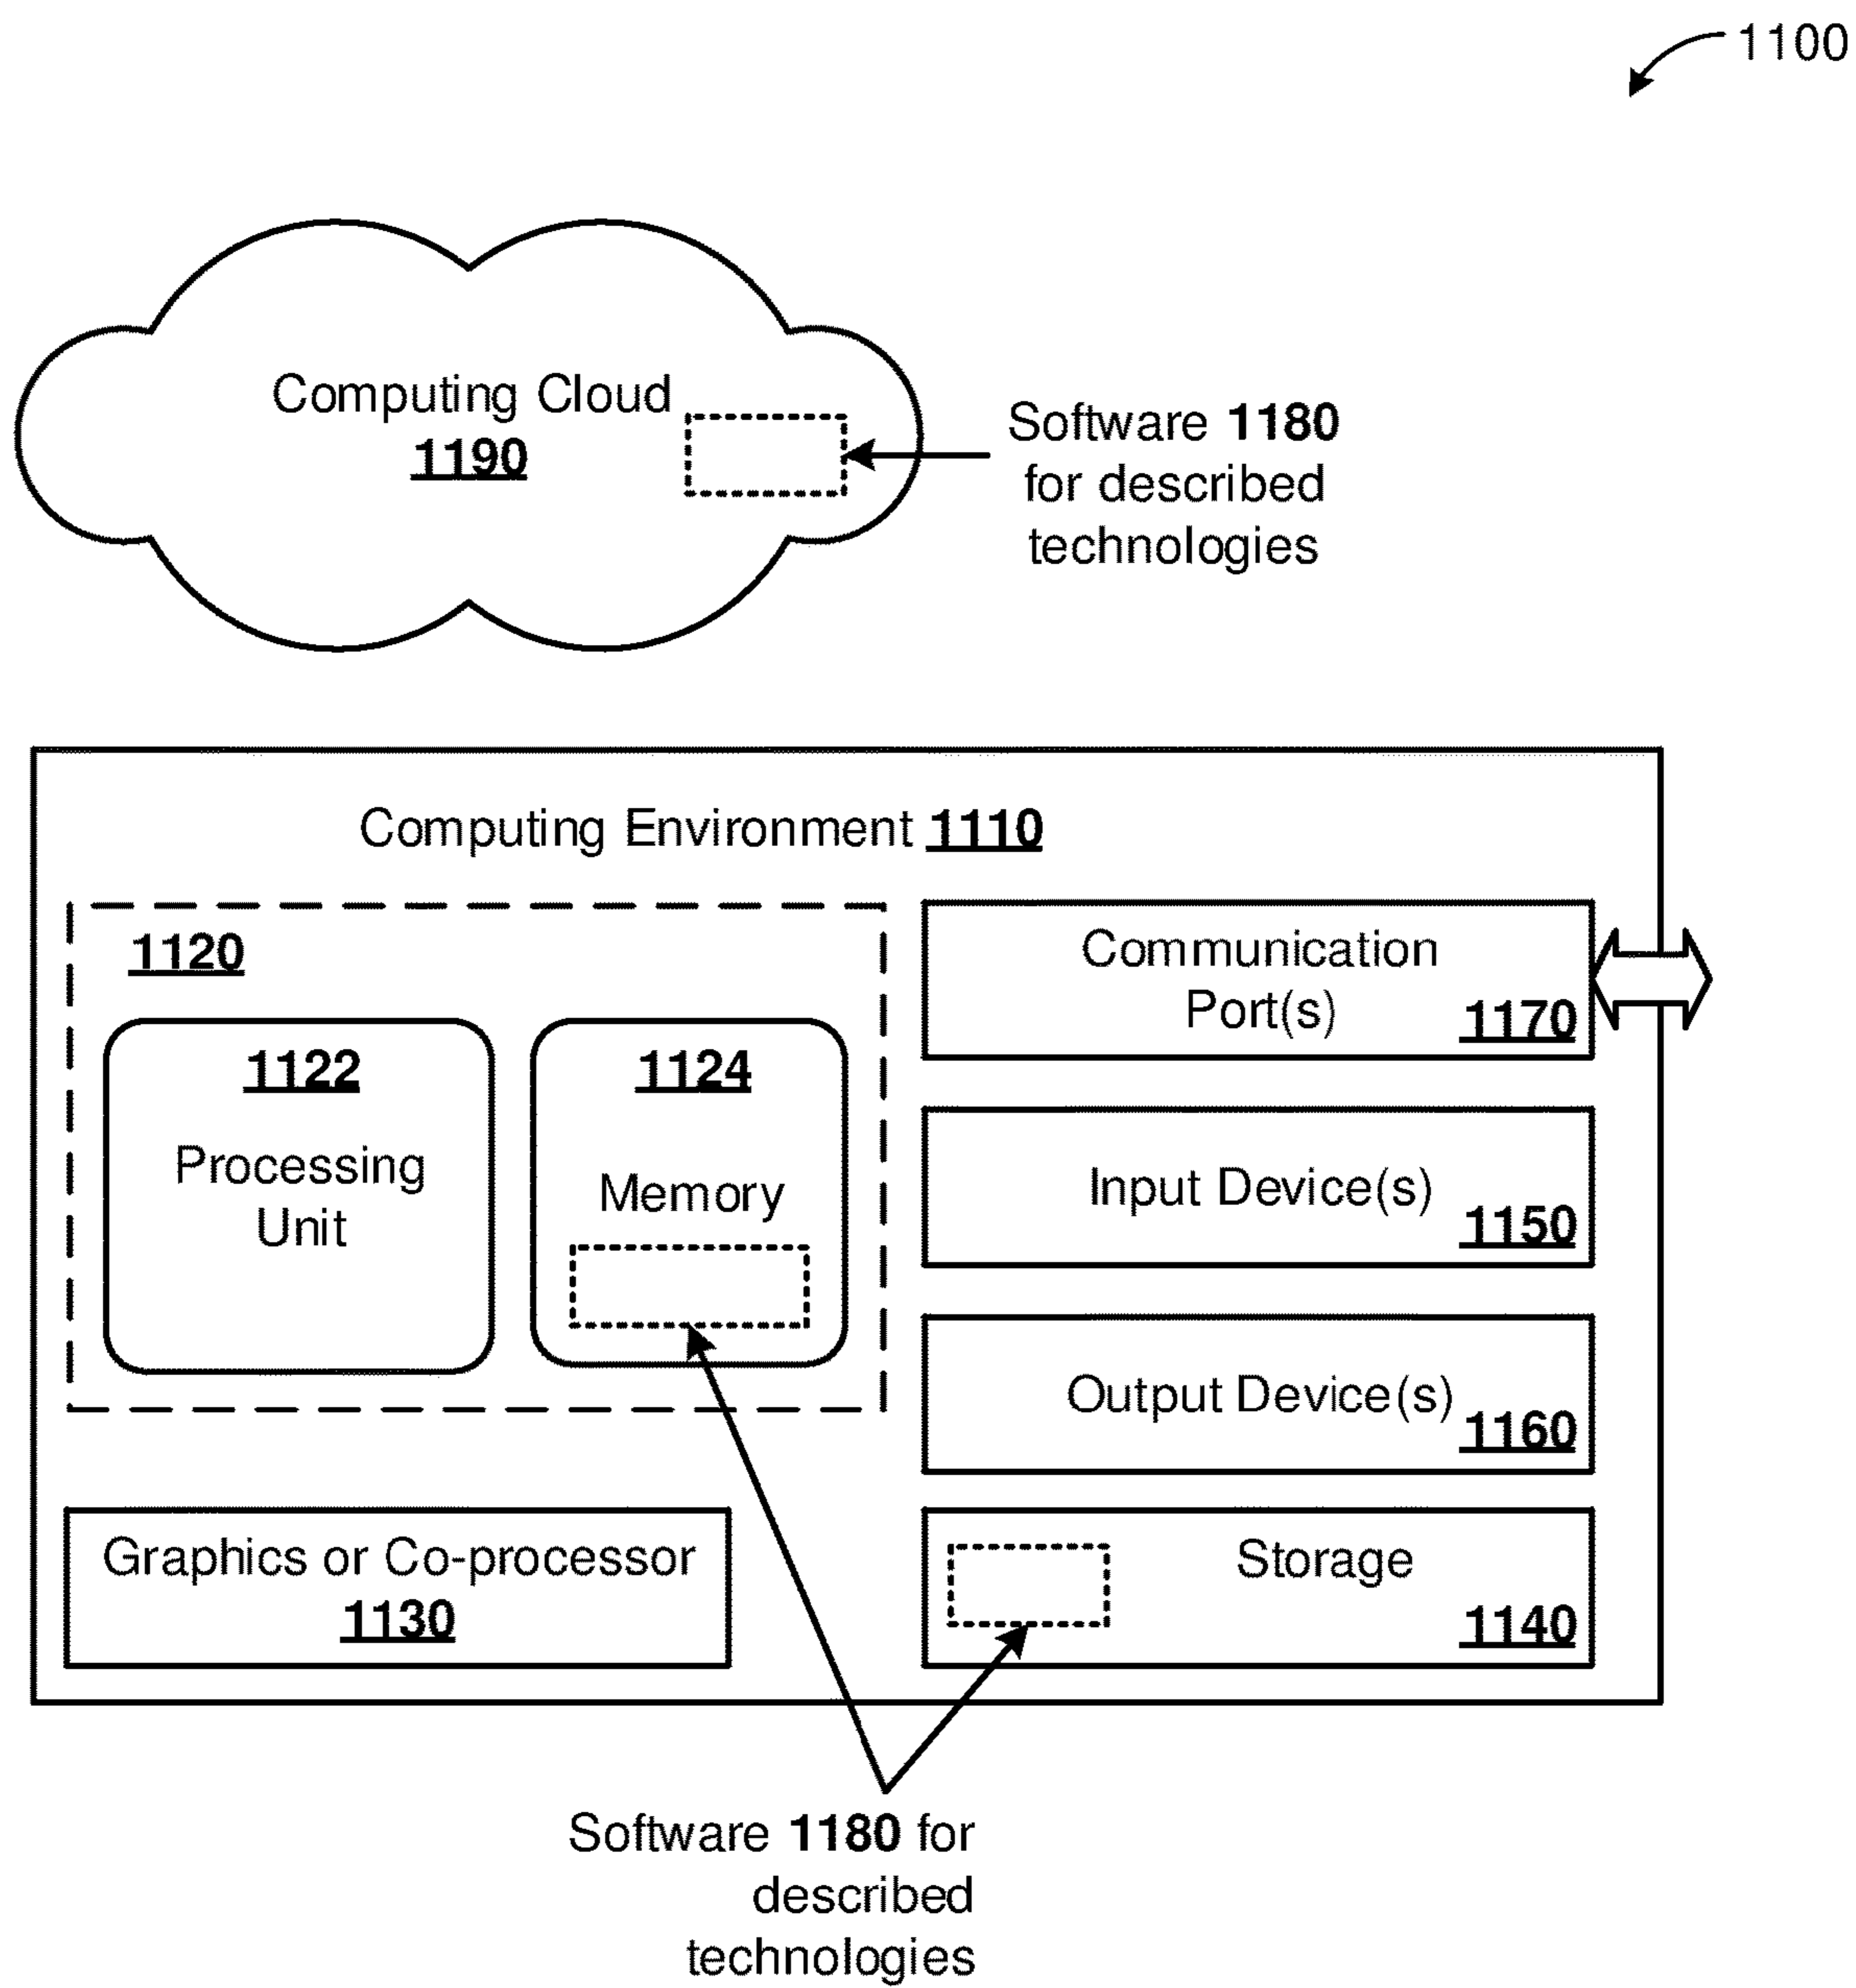 1100
Computing Cloud
1190
Software 1180
for described
technologies
Computing Environment 1110
1120
1122
Processing
Unit
1124
Memory
Communication
Port(s)
1170
Input Device(s)
1150
Output Device(s)
1160
Graphics or Co-processor
1130
Storage
1140
Software 1180 for
described
technologies